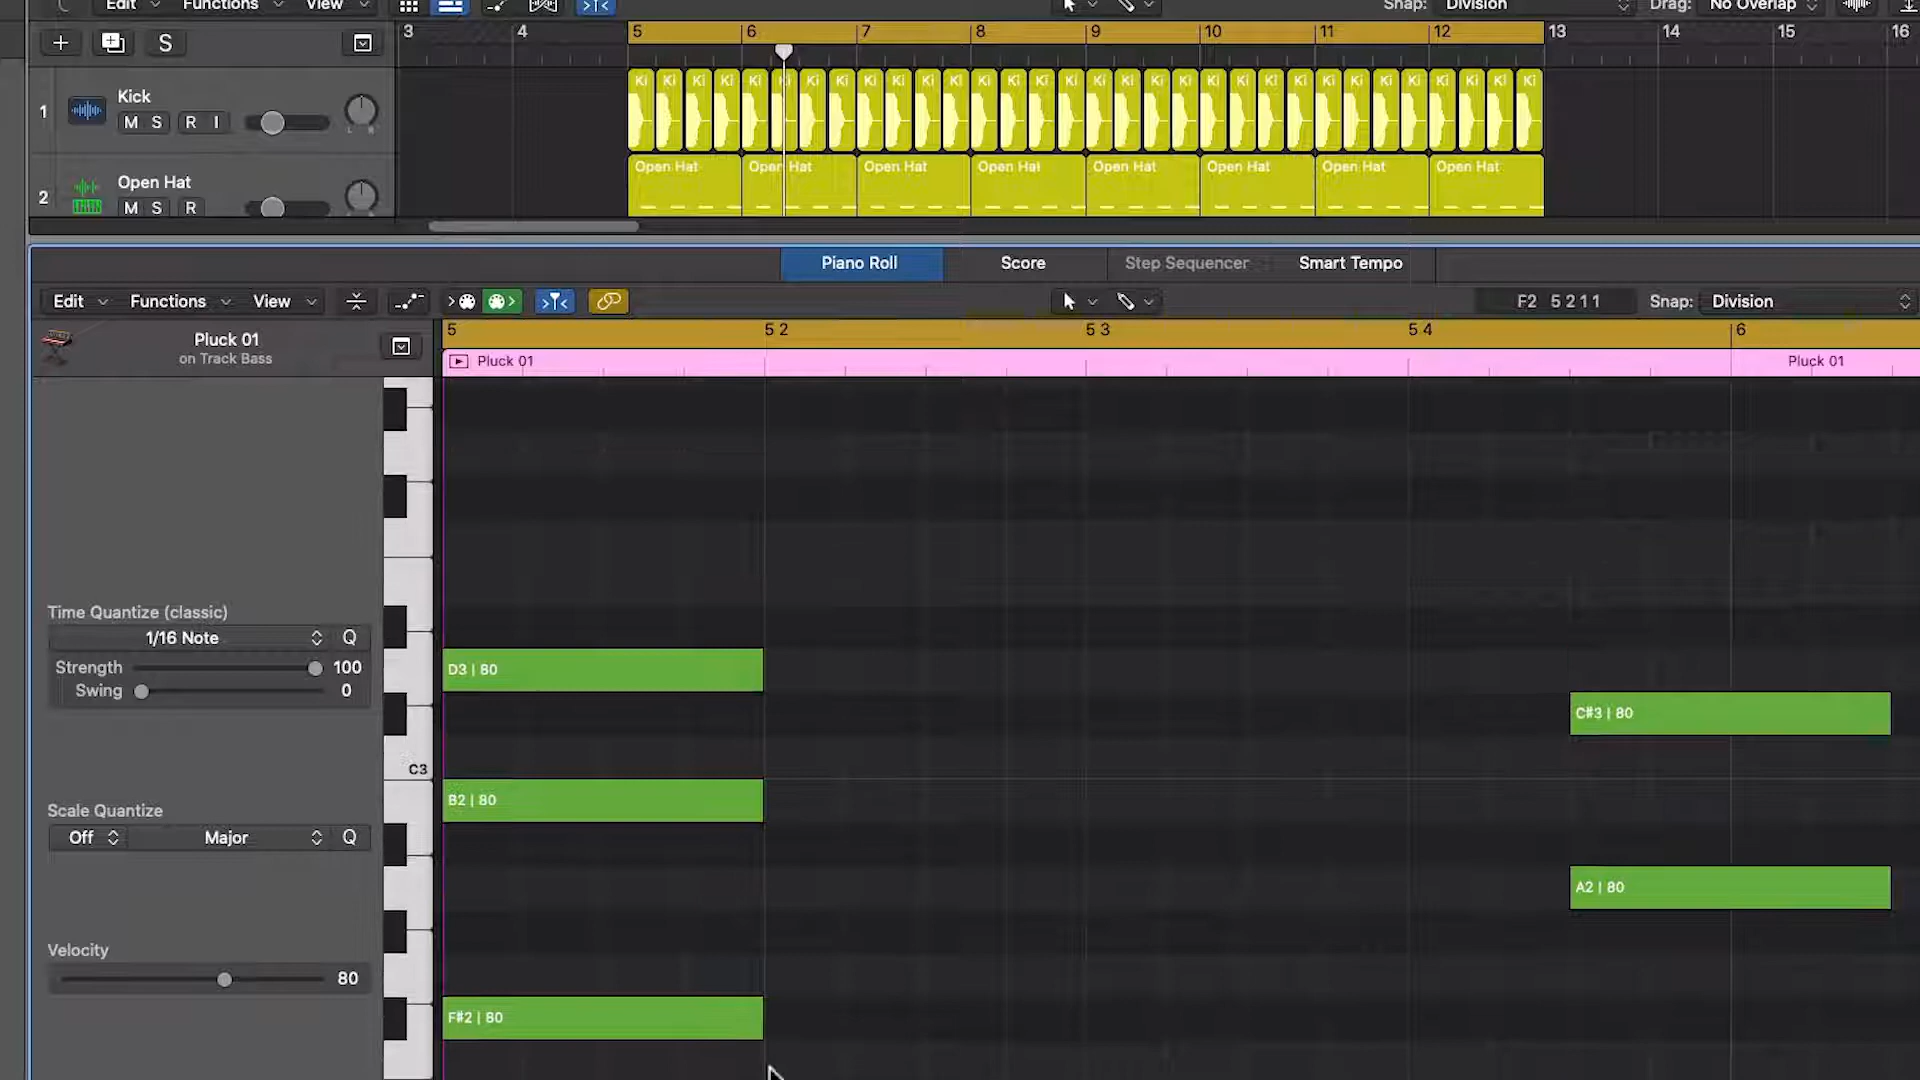 Edit Functions View Snap: Division Drag: No Overlap
S 3 4 5 6 7 8 9 10 11 12 13 14 15 16
Ki Ki Ki Ki Ki Ki Ki Ki Ki Ki Ki Ki Ki Ki Ki Ki Ki Ki Ki Ki Ki Ki Ki Ki Ki Ki Ki Ki Ki Ki Ki Ki
1 Kick
M S R I L R
Open Hat Open Hat Open Hat Open Hat Open Hat Open Hat Open Hat Open Hat
2 Open Hat
M S R
Piano Roll Score Step Sequencer Smart Tempo
Edit Functions View F2 5 2 1 1 Snap: Division
5 5 2 5 3 5 4 6
Pluck 01
on Track Bass
Pluck 01 Pluck 01
Time Quantize (classic)
1/16 Note Q
Strength 100
Swing 0
D3 | 80
C#3 | 80
C3
B2 | 80
Scale Quantize
Off Major Q
A2 | 80
Velocity
80
F#2 | 80